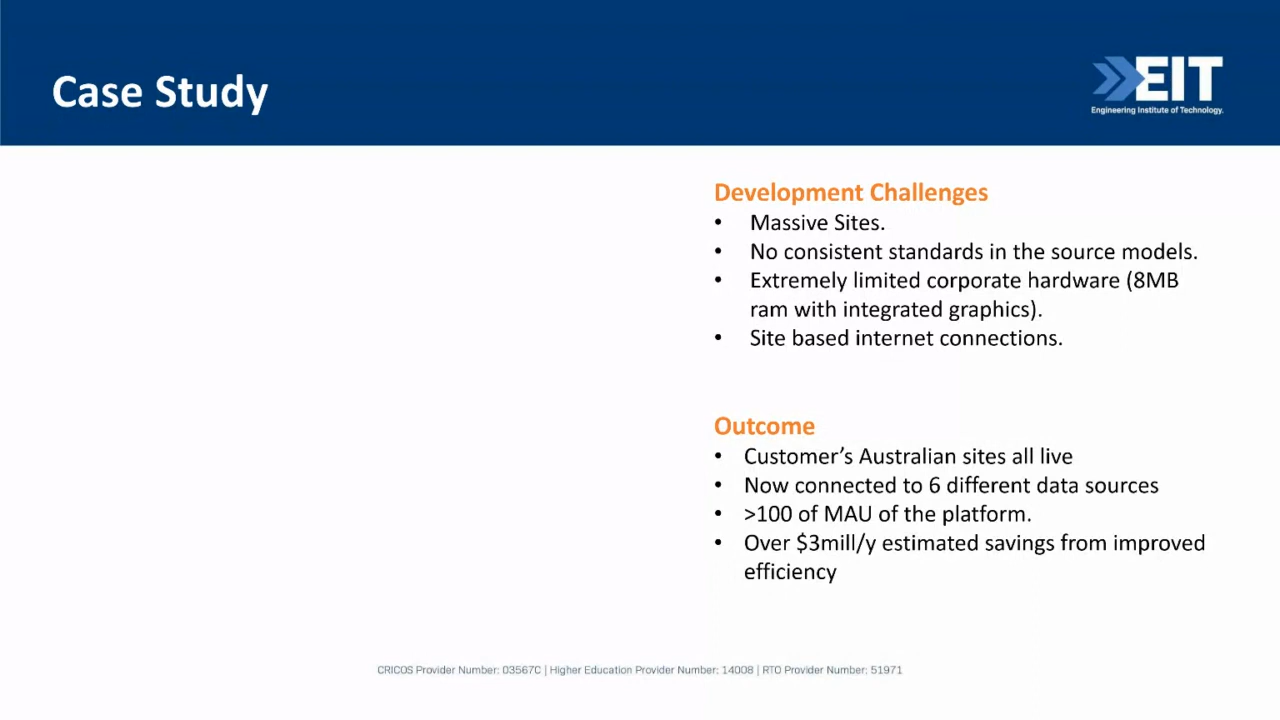 Case Study
EIT
Engineering Institute of Technology.
Development Challenges
• Massive Sites.
• No consistent standards in the source models.
• Extremely limited corporate hardware (8MB
ram with integrated graphics).
• Site based internet connections.
Outcome
• Customer’s Australian sites all live
• Now connected to 6 different data sources
• >100 of MAU of the platform.
• Over $3mill/y estimated savings from improved
efficiency
CRICOS Provider Number: 03567C | Higher Education Provider Number: 14008 | RTO Provider Number: 51971